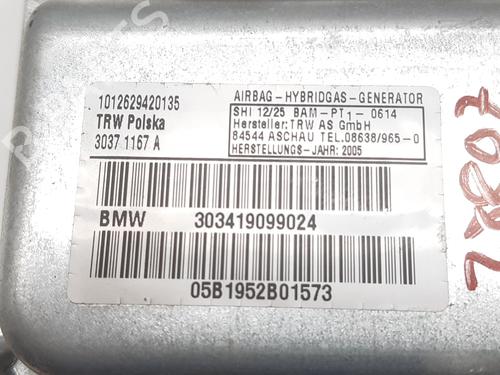 1012629420135
TRW Polska
3037 1167 A
AIRBAG-HYBRIDGAS-GENERATOR
SHI 12/25 BAM-PT1-0614
Hersteller:TRW AS GmbH
84544 ASCHAU TEL.08638/965-0
HERSTELLUNGS-JAHR:2005
BMW 303419099024
05B1952B01573